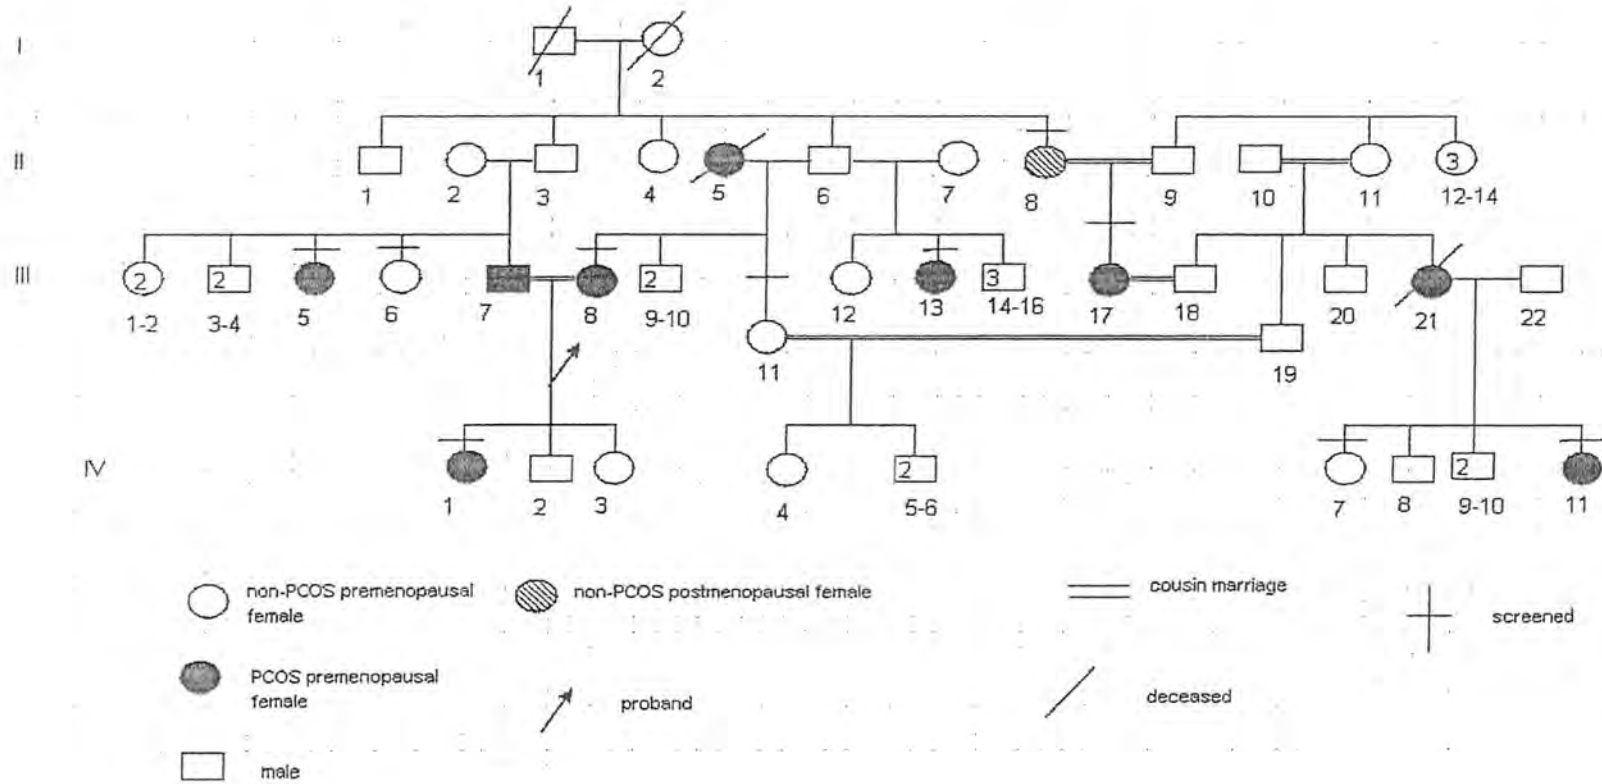 I
1 2
II
3
1 2 3 4 5 6 7 8 9 10 11 12-14
III
2 2 2 3
1-2 3-4 5 6 7 8 9-10 12 13 14-16 17 18 20 21 22
11 19
IV
2 2
1 2 3 4 5-6 7 8 9-10 11
non-PCOS premenopausal
female
non-PCOS postmenopausal female
cousin marriage
screened
PCOS premenopausal
female
proband
deceased
male